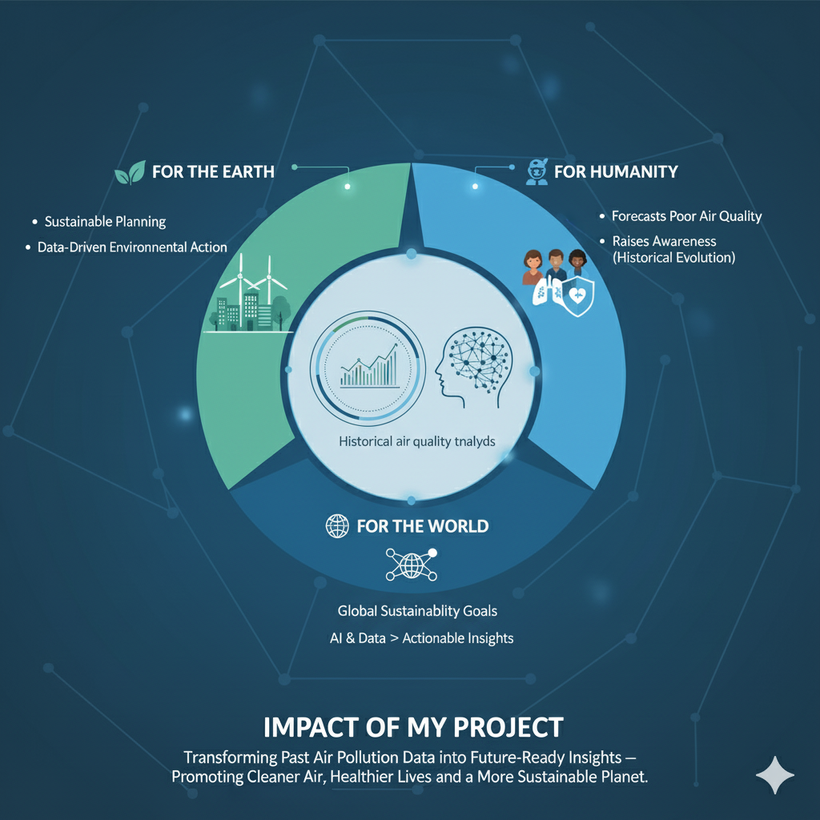 FOR THE EARTH
• Sustainable Planning
• Data-Driven Environnental Action
FOR HUMANITY
• Forecasts Poor Air Quality
• Raises Awareness
(Historical Evolution)
Historical air quality tnalyds
FOR THE WORLD
Global Sustainablity Goals
AI & Data > Actionable Insights
IMPACT OF MY PROJECT
Transforming Past Air Pollution Data into Future-Ready Insights —
Promoting Cleaner Air, Healthier Lives and a More Sustainable Planet.